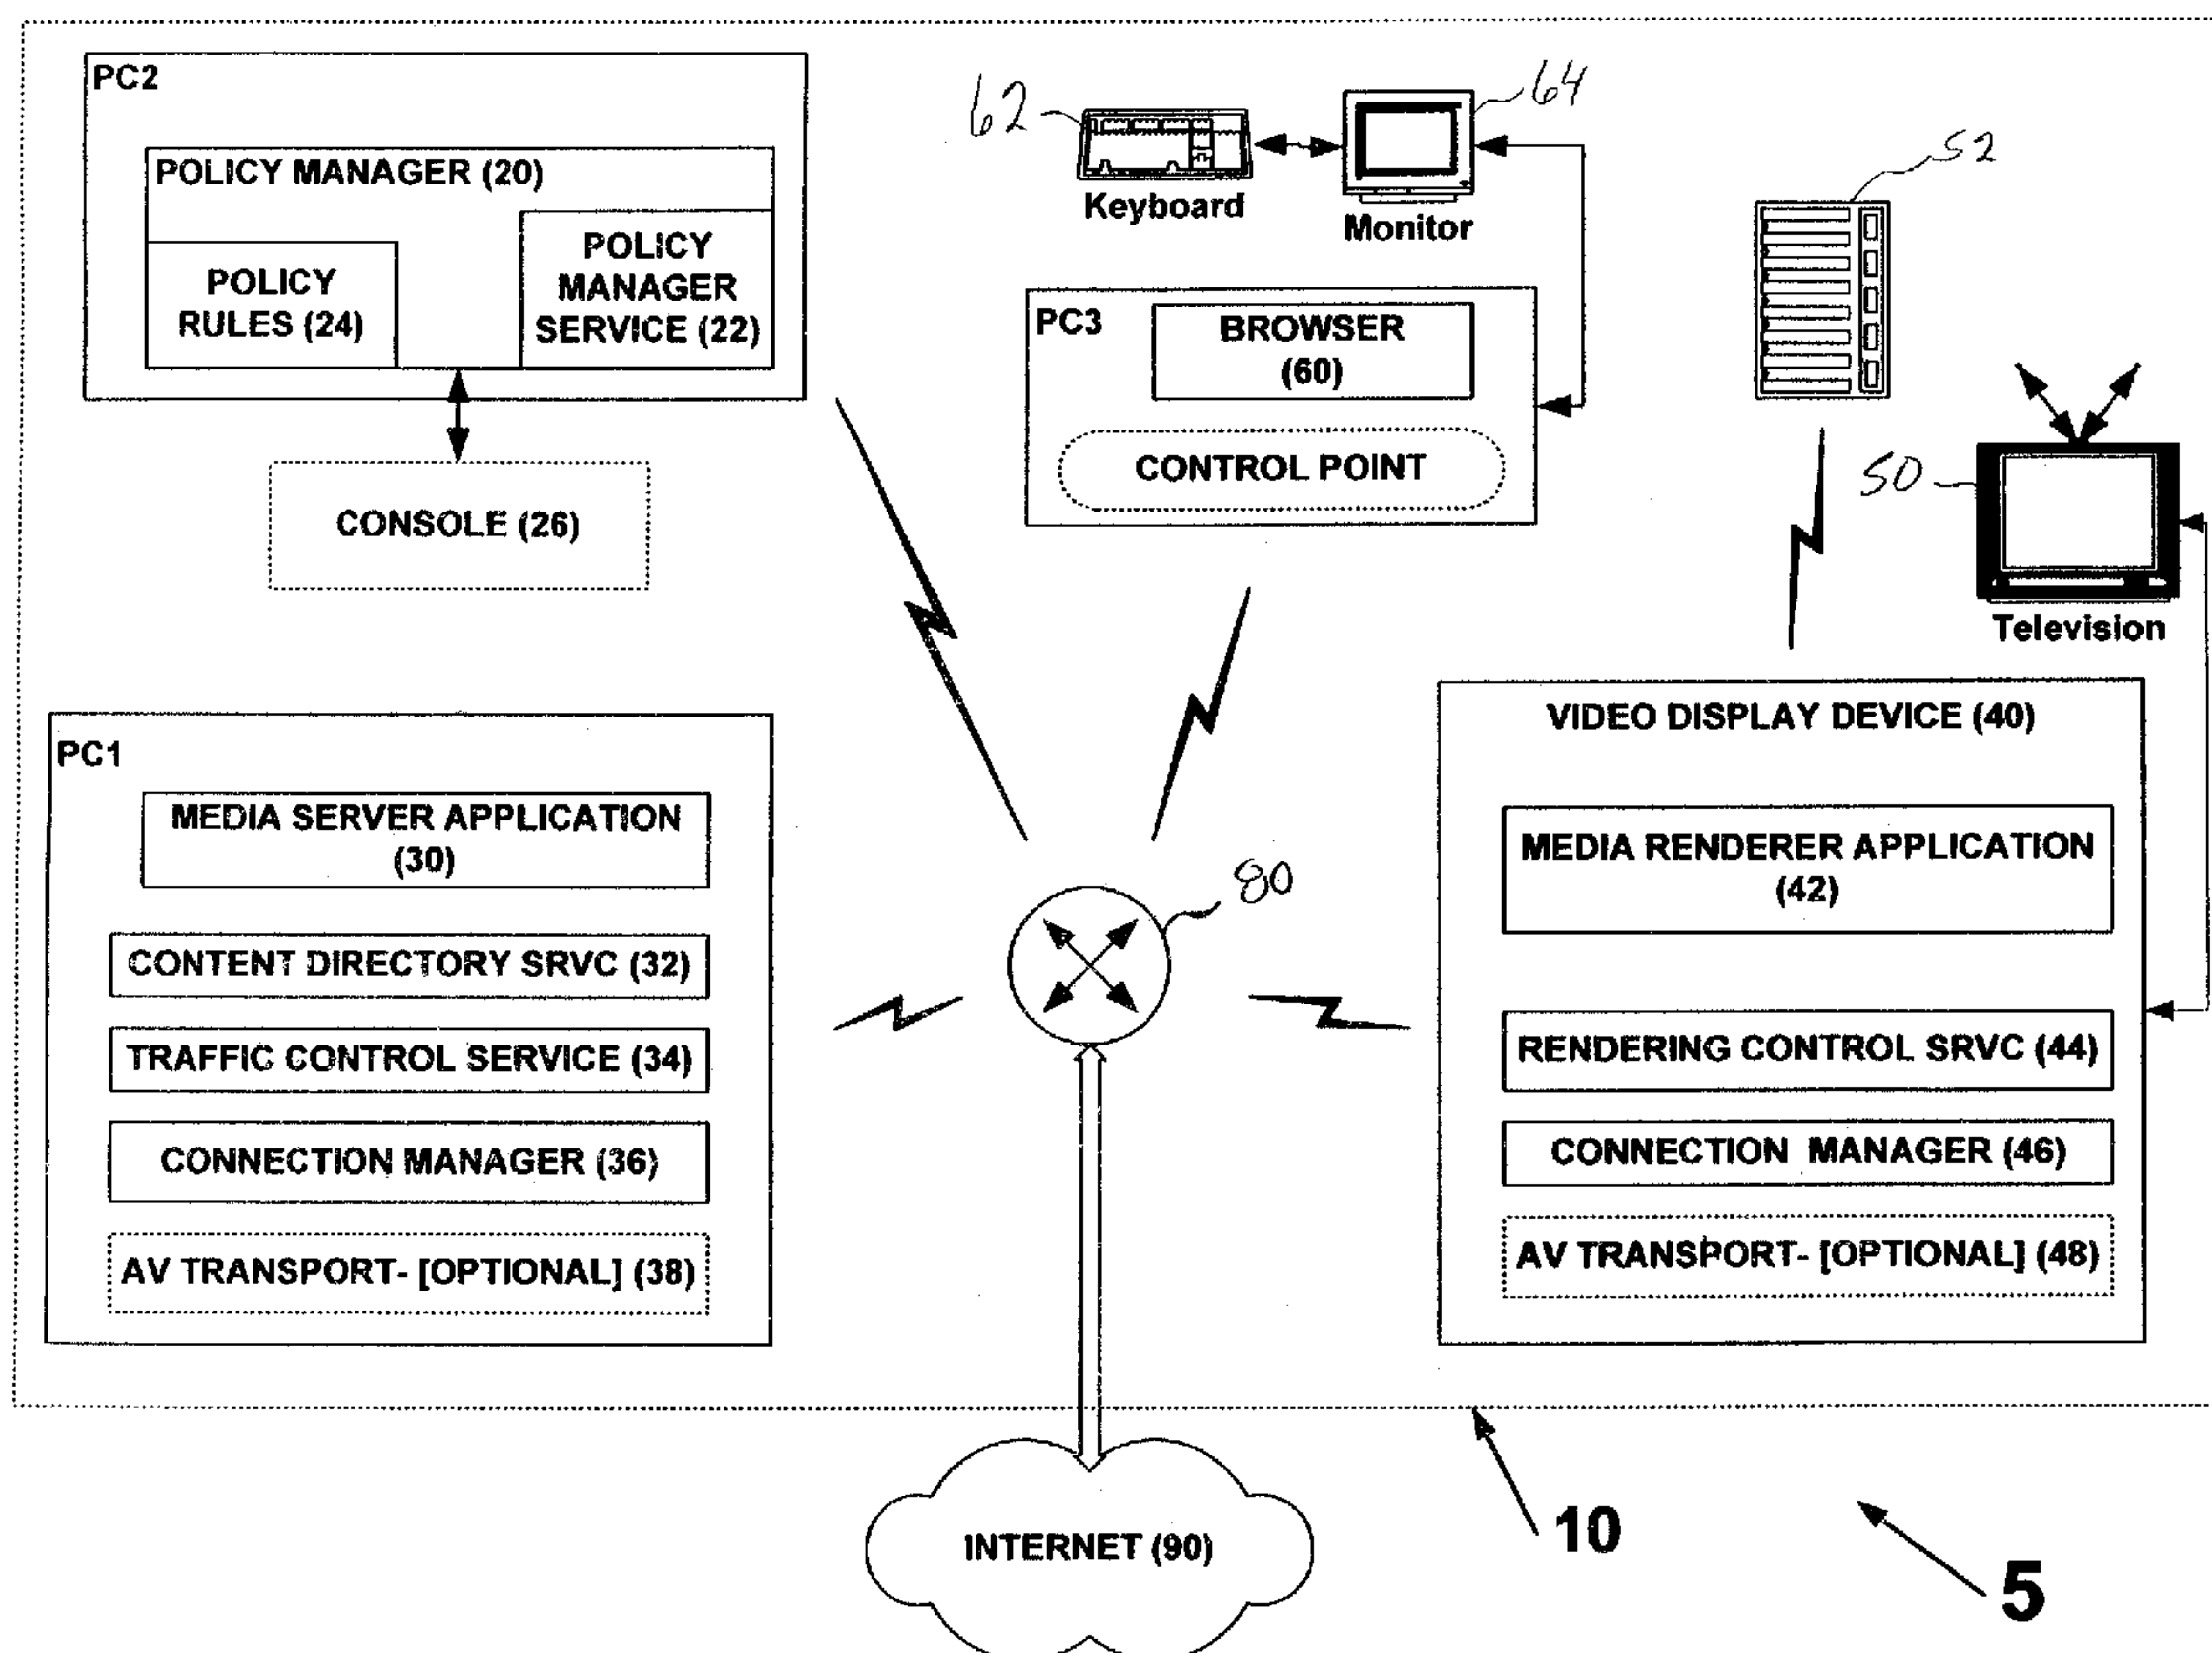 PC2
POLICY MANAGER (20)
POLICY
RULES (24)
POLICY
MANAGER
SERVICE (22)
CONSOLE (26)
62
Keyboard
64
Monitor
PC3
BROWSER
(60)
CONTROL POINT
52
50
Television
PC1
MEDIA SERVER APPLICATION
(30)
CONTENT DIRECTORY SRVC (32)
TRAFFIC CONTROL SERVICE (34)
CONNECTION MANAGER (36)
AV TRANSPORT- [OPTIONAL] (38)
80
VIDEO DISPLAY DEVICE (40)
MEDIA RENDERER APPLICATION
(42)
RENDERING CONTROL SRVC (44)
CONNECTION MANAGER (46)
AV TRANSPORT- [OPTIONAL] (48)
INTERNET (90)
10
5